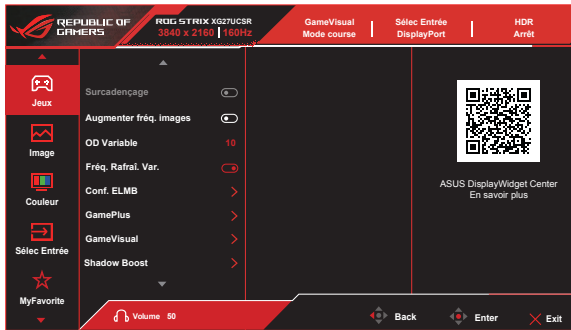 REPUBLIC OF
GAMERS
ROG STRIX XG27UCSR
3840 x 2160 160Hz
GameVisual
Mode course
Sélec Entrée
DisplayPort
HDR
Arrêt
Jeux
Image
Couleur
Sélec Entrée
MyFavorite
Surcadençage
Augmenter fréq. images
OD Variable 10
Fréq. Rafraî. Var.
Conf. ELMB
GamePlus
GameVisual
Shadow Boost
ASUS DisplayWidget Center
En savoir plus
Volume 50
Back
Enter
Exit